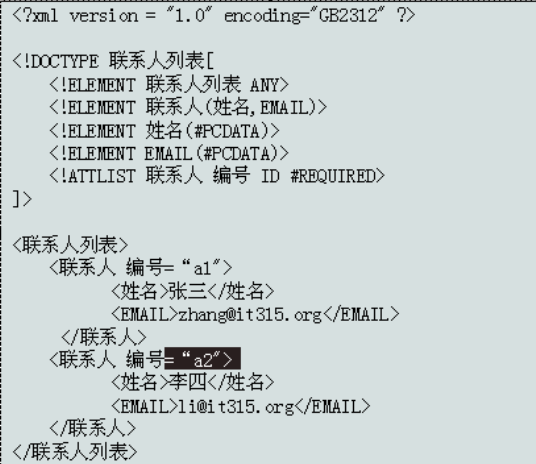 <?xml version = "1.0" encoding="GB2312" ?>
<!DOCTYPE 联系人列表[
<!ELEMENT 联系人列表 ANY>
<!ELEMENT 联系人(姓名,EMAIL)>
<!ELEMENT 姓名(#PCDATA)>
<!ELEMENT EMAIL(#PCDATA)>
<!ATTLIST 联系人 编号 ID #REQUIRED>
]>
<联系人列表>
<联系人 编号=“a1″>
<姓名>张三</姓名>
<EMAIL>zhang@it315.org</EMAIL>
</联系人>
<联系人 编号=“a2″>
<姓名>李四</姓名>
<EMAIL>li@it315.org</EMAIL>
</联系人>
</联系人列表>